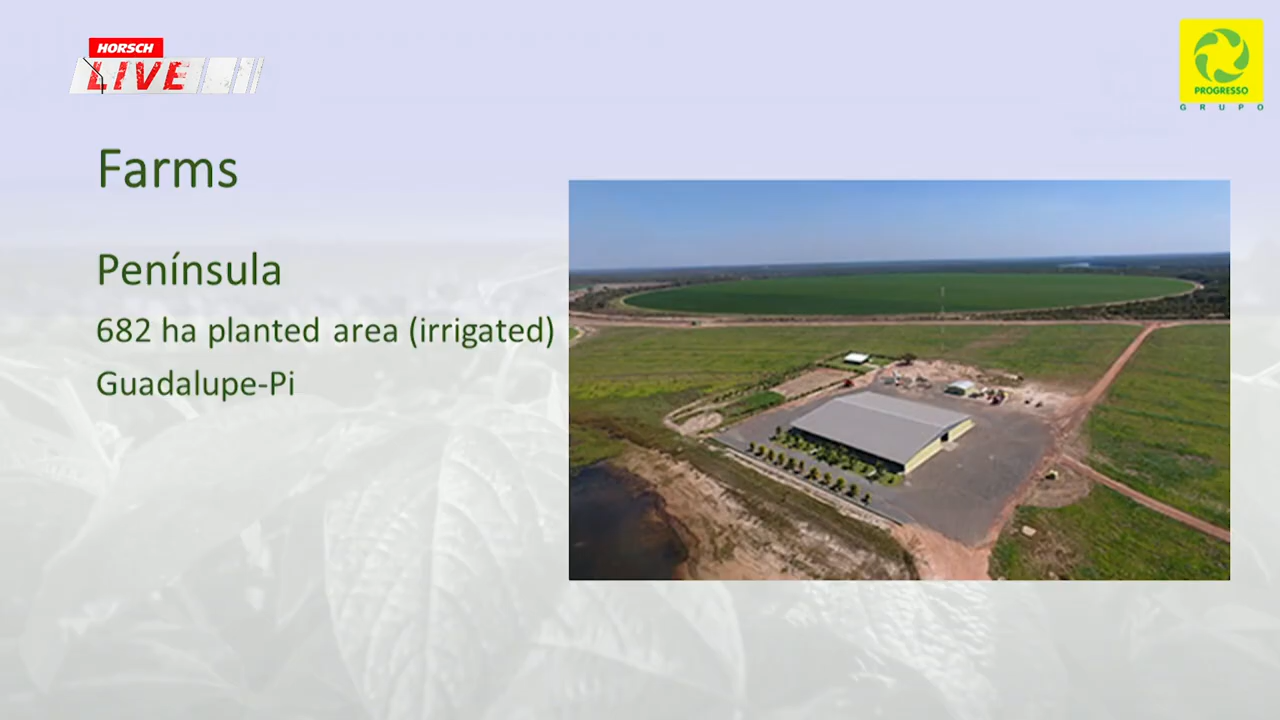 HORSCH
LIVE
PROGRESSO
GRUPO
Farms
Península
682 ha planted area (irrigated)
Guadalupe-Pi